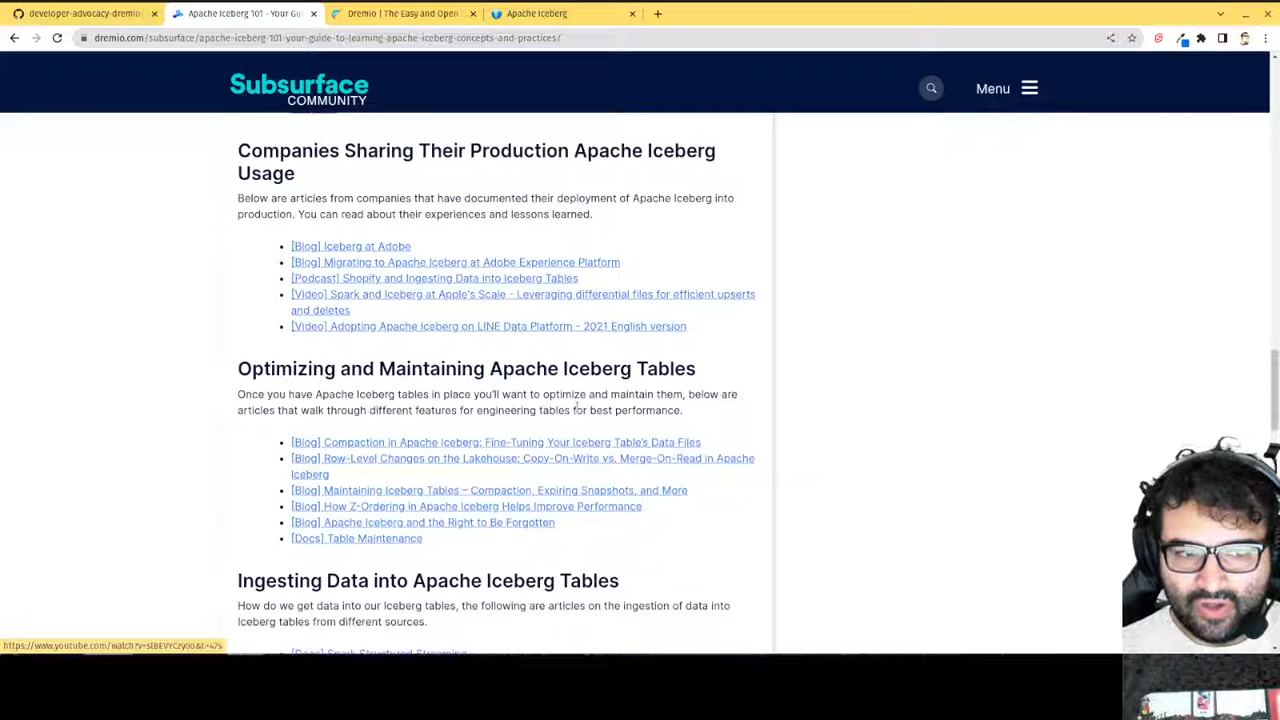 developer-advocacy-dremio/
Apache Iceberg 101 - Your Gu
Dremio | The Easy and Open
Apache Iceberg
dremio.com/subsurface/apache-iceberg-101-your-guide-to-learning-apache-iceberg-concepts-and-practices/
Subsurface
COMMUNITY
Menu
Companies Sharing Their Production Apache Iceberg
Usage
Below are articles from companies that have documented their deployment of Apache Iceberg into
production. You can read about their experiences and lessons learned.
[Blog] Iceberg at Adobe
[Blog] Migrating to Apache Iceberg at Adobe Experience Platform
[Podcast] Shopify and Ingesting Data into Iceberg Tables
[Video] Spark and Iceberg at Apple's Scale - Leveraging differential files for efficient upserts
and deletes
[Video] Adopting Apache Iceberg on LINE Data Platform - 2021 English version
Optimizing and Maintaining Apache Iceberg Tables
Once you have Apache Iceberg tables in place you'll want to optimize and maintain them, below are
articles that walk through different features for engineering tables for best performance.
[Blog] Compaction in Apache Iceberg: Fine-Tuning Your Iceberg Table's Data Files
[Blog] Row-Level Changes on the Lakehouse: Copy-On-Write vs. Merge-On-Read in Apache
Iceberg
[Blog] Maintaining Iceberg Tables – Compaction, Expiring Snapshots, and More
[Blog] How Z-Ordering in Apache Iceberg Helps Improve Performance
[Blog] Apache Iceberg and the Right to Be Forgotten
[Docs] Table Maintenance
Ingesting Data into Apache Iceberg Tables
How do we get data into our Iceberg tables, the following are articles on the ingestion of data into
Iceberg tables from different sources.
[Docs] Spark Structured Streaming